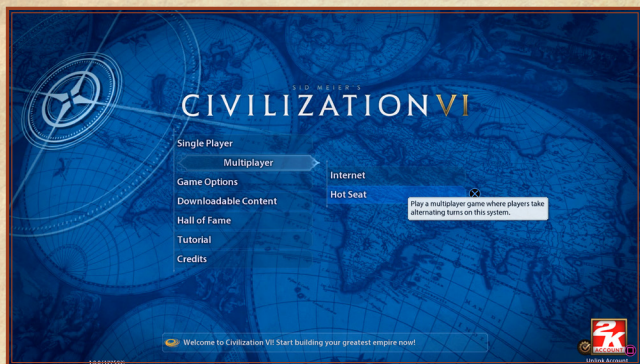 SID MEIER'S
CIVILIZATION VI
Single Player
Multiplayer
Game Options
Downloadable Content
Hall of Fame
Tutorial
Credits
Internet
Hot Seat
Play a multiplayer game where players take
alternating turns on this system.
Welcome to Civilization VI! Start building your greatest empire now!
2K
ACCOUNT
Unlink Account